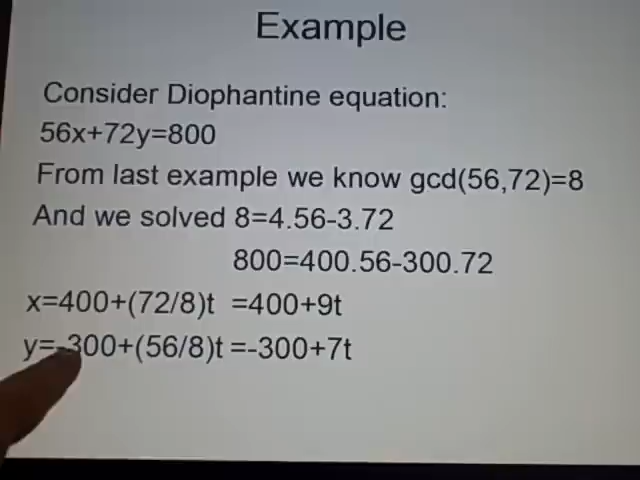 Example
Consider Diophantine equation:
56x+72y=800
From last example we know gcd(56,72)=8
And we solved 8=4.56-3.72
800=400.56-300.72
x=400+(72/8)t =400+9t
y=-300+(56/8)t =-300+7t